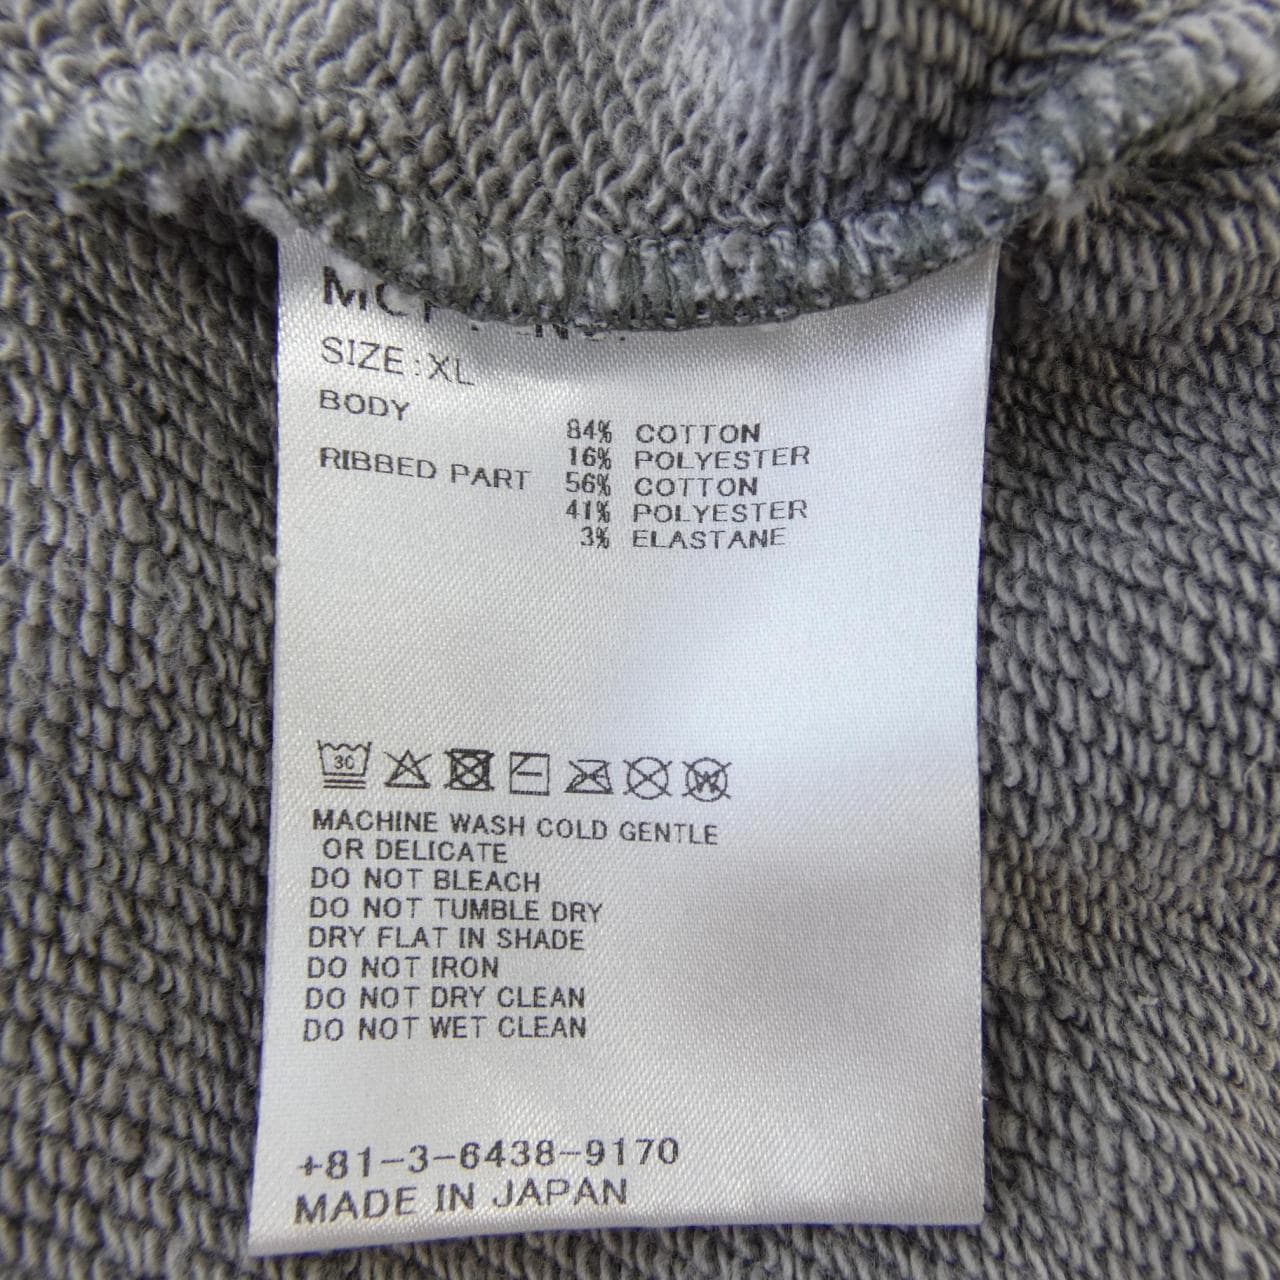 SIZE:XL
BODY
84% COTTON
16% POLYESTER
RIBBED PART 56% COTTON
41% POLYESTER
3% ELASTANE
30
W
MACHINE WASH COLD GENTLE
OR DELICATE
DO NOT BLEACH
DO NOT TUMBLE DRY
DRY FLAT IN SHADE
DO NOT IRON
DO NOT DRY CLEAN
DO NOT WET CLEAN
+81-3-6438-9170
MADE IN JAPAN